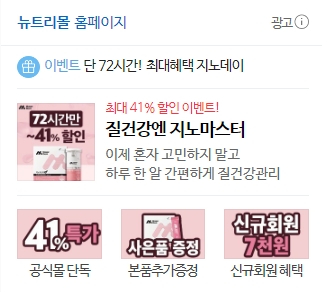 뉴트리몰 홈페이지
광고
이벤트 단 72시간! 최대혜택 지노데이
72시간만
~41% 할인
최대 41% 할인 이벤트!
질건강엔 지노마스터
이제 혼자 고민하지 말고
하루 한 알 간편하게 질건강관리
41% 특가
사은품 증정
신규회원
7천원
공식몰 단독
본품추가증정
신규회원 혜택